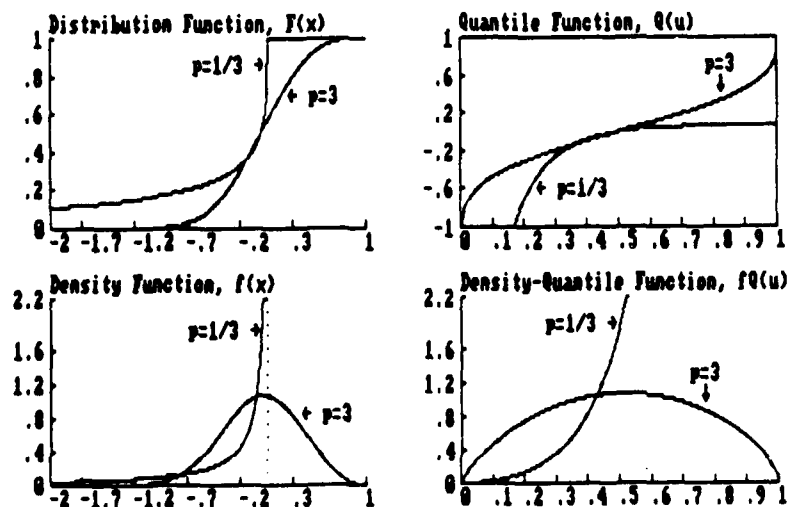 Distribution Function, F(x)
1
.8
.6
.4
.2
0
p=1/3 →
← p=3
-2 -1.7 -1.2 -.7 -.2 .3 1
Quantile Function, Q(u)
1
.6
.2
-.2
-.6
-1
p=3
↓
← p=1/3
0 .1 .2 .3 .4 .5 .6 .7 .8 .9 1
Density Function, f(x)
2.2
1.6
1.2
.8
.4
0
p=1/3 →
← p=3
-2 -1.7 -1.2 -.7 -.2 .3 1
Density-Quantile Function, fQ(u)
2.2
1.6
1.2
.8
.4
0
p=1/3 →
p=3
↓
0 .1 .2 .3 .4 .5 .6 .7 .8 .9 1